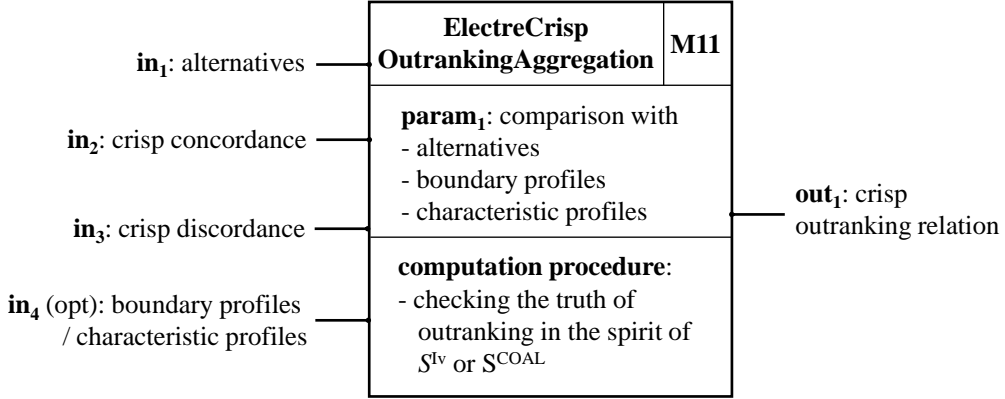 ElectreCrisp
OutrankingAggregation
M11
in₁: alternatives
in₂: crisp concordance
in₃: crisp discordance
in₄ (opt): boundary profiles
/ characteristic profiles
param₁: comparison with
- alternatives
- boundary profiles
- characteristic profiles
computation procedure:
- checking the truth of
outranking in the spirit of
Sᴵᵛ or Sᶜᴼᴬᴸ
out₁: crisp
outranking relation